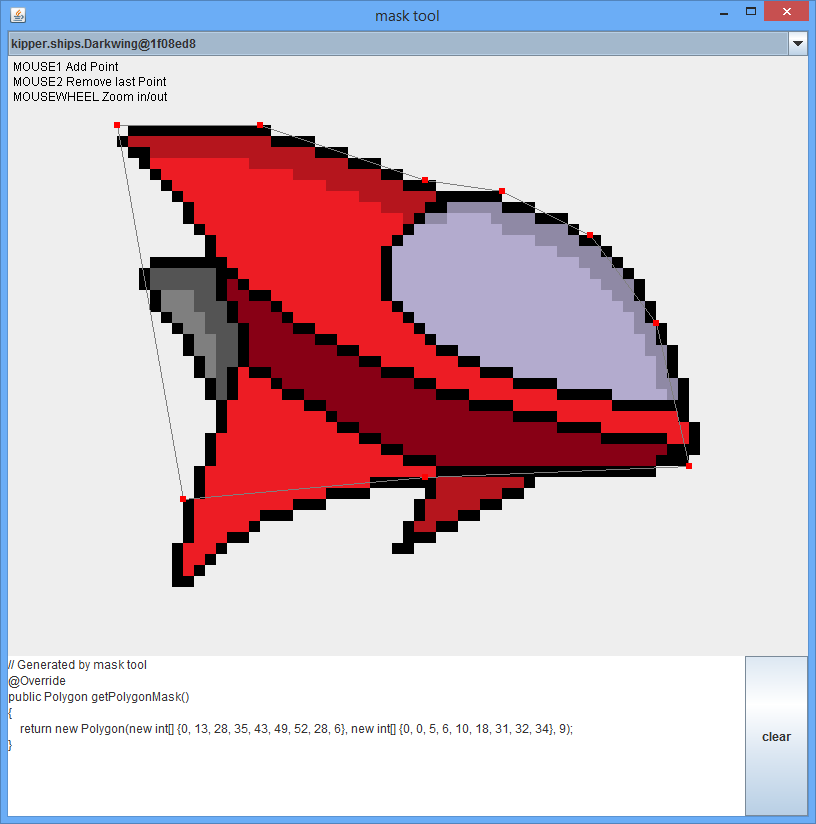 mask tool
kipper.ships.Darkwing@1f08ed8
MOUSE1 Add Point
MOUSE2 Remove last Point
MOUSEWHEEL Zoom in/out
// Generated by mask tool
@Override
public Polygon getPolygonMask()
{
return new Polygon(new int[] {0, 13, 28, 35, 43, 49, 52, 28, 6}, new int[] {0, 0, 5, 6, 10, 18, 31, 32, 34}, 9);
}
clear